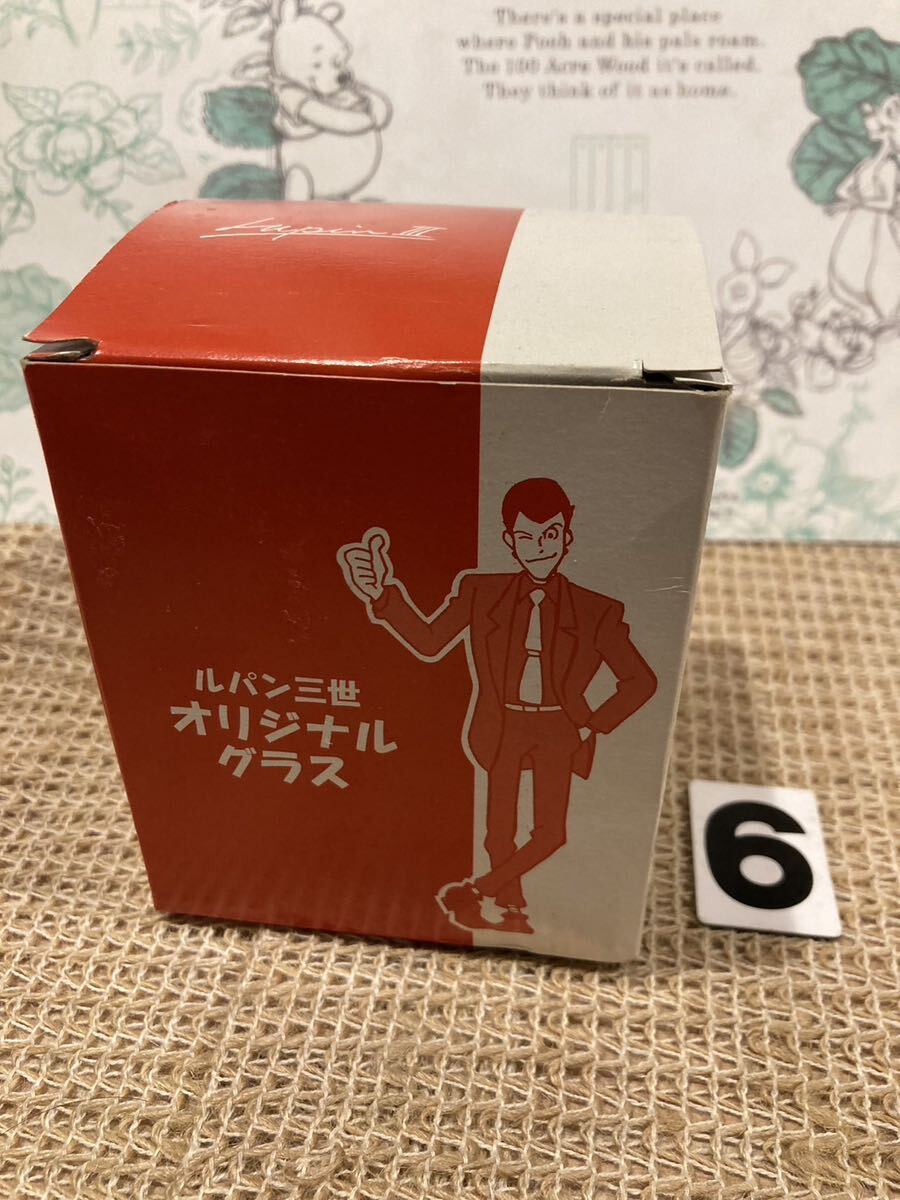 There's a special place
where Pooh and his pals roam.
The 100 Acre Wood it's called.
They think of it as home.
Lupin III
ルパン三世
オリジナル
グラス
6